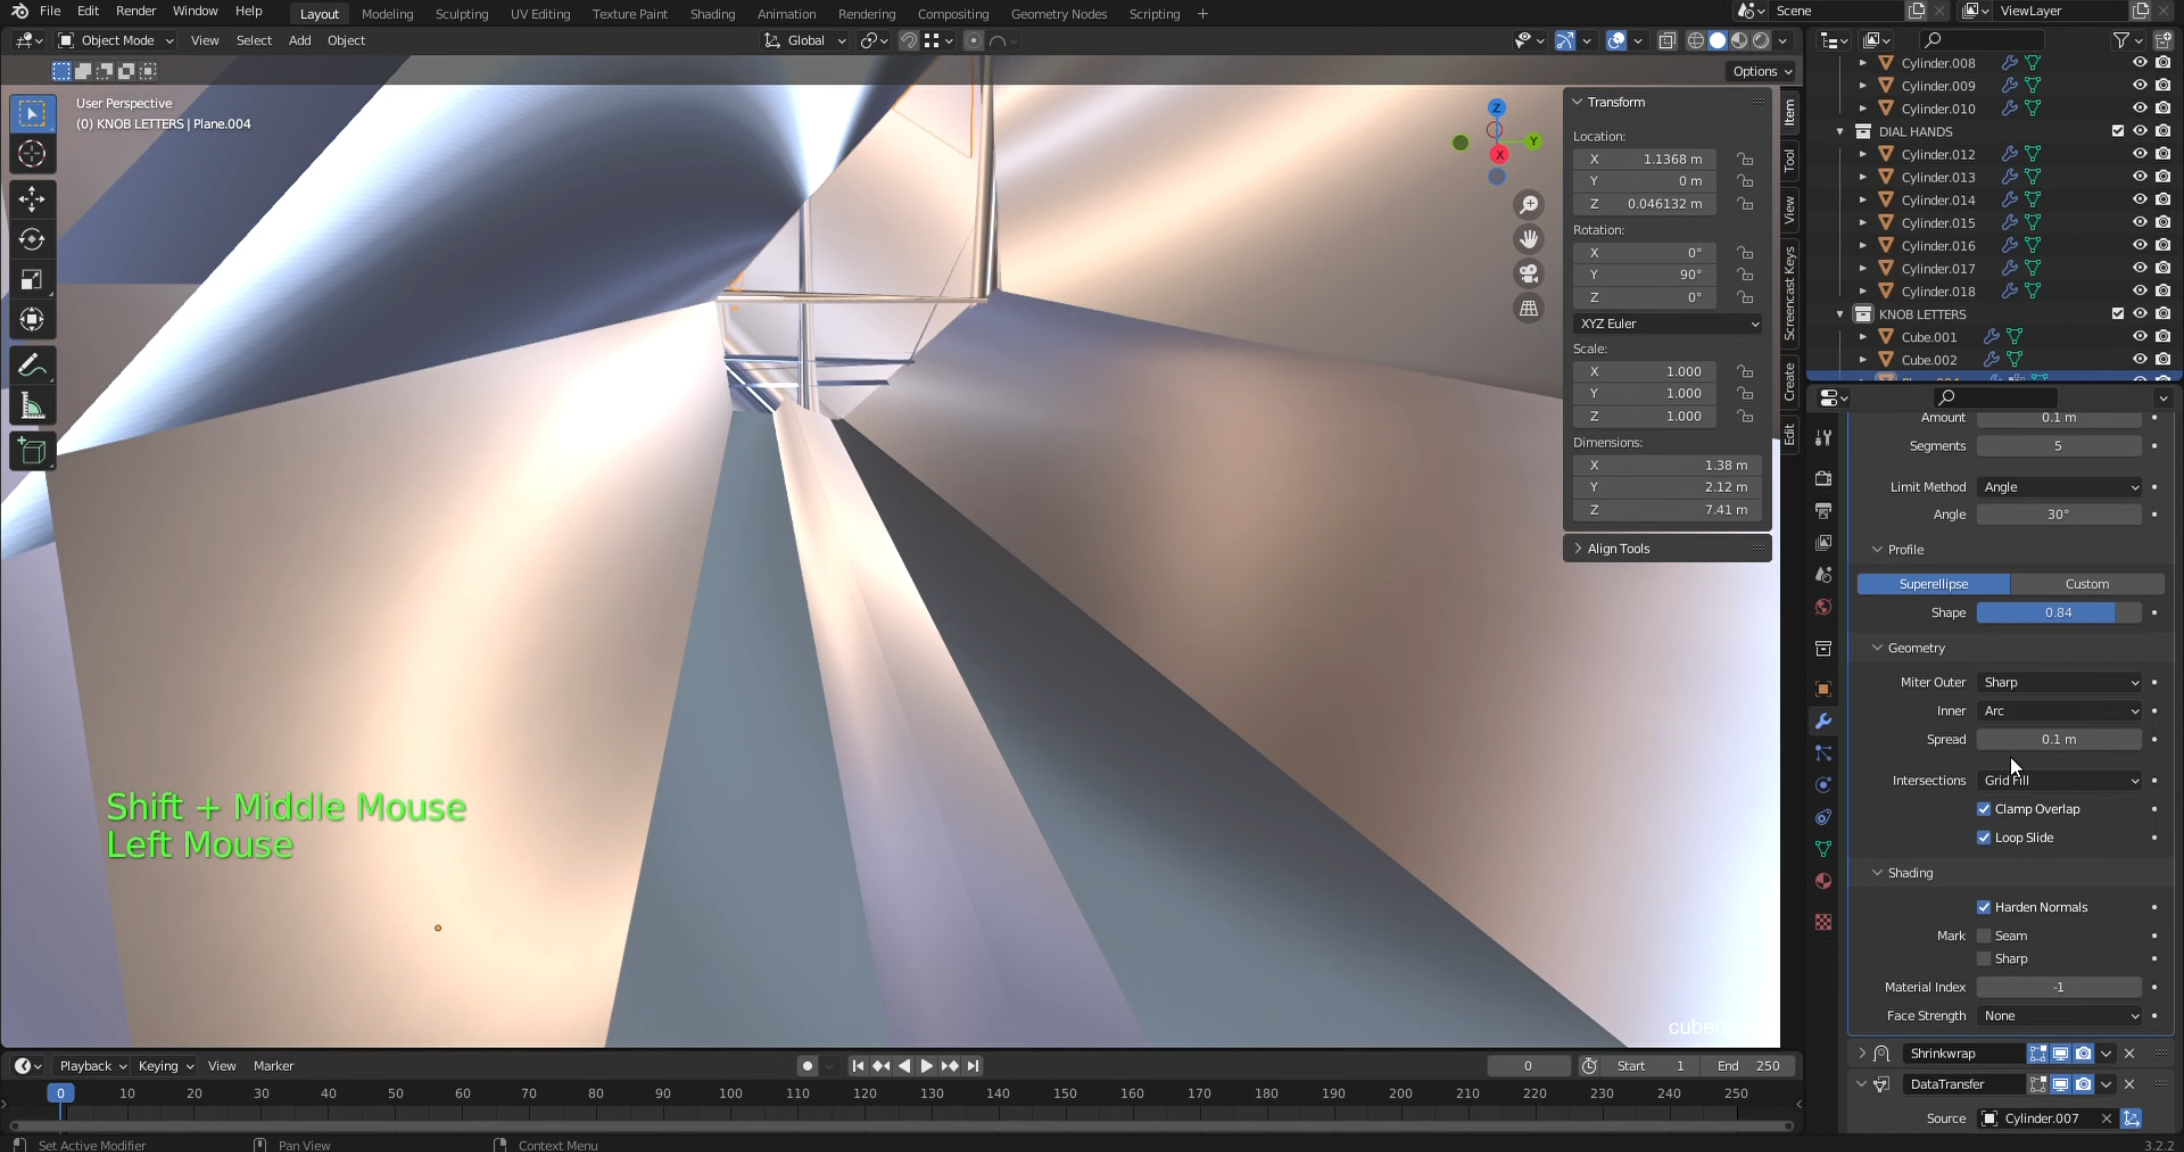 File Edit Render Window Help Layout Modeling Sculpting UV Editing Texture Paint Shading Animation Rendering Compositing Geometry Nodes Scripting + Scene ViewLayer
Object Mode View Select Add Object Global
Options
User Perspective
(0) KNOB LETTERS | Plane.004
Z
Y
X
Transform
Location:
X 1.1368 m
Y 0 m
Z 0.046132 m
Rotation:
X 0°
Y 90°
Z 0°
XYZ Euler
Scale:
X 1.000
Y 1.000
Z 1.000
Dimensions:
X 1.38 m
Y 2.12 m
Z 7.41 m
Align Tools
Item
Tool
View
Screencast Keys
Create
Edit
Cylinder.008
Cylinder.009
Cylinder.010
DIAL HANDS
Cylinder.012
Cylinder.013
Cylinder.014
Cylinder.015
Cylinder.016
Cylinder.017
Cylinder.018
KNOB LETTERS
Cube.001
Cube.002
Amount 0.1 m
Segments 5
Limit Method Angle
Angle 30°
Profile
Superellipse Custom
Shape 0.84
Geometry
Miter Outer Sharp
Inner Arc
Spread 0.1 m
Intersections Grid Fill
Clamp Overlap
Loop Slide
Shading
Harden Normals
Mark Seam
Sharp
Material Index -1
Face Strength None
Shrinkwrap
DataTransfer
Source Cylinder.007
Shift + Middle Mouse
Left Mouse
Playback Keying View Marker 0 Start 1 End 250
0 10 20 30 40 50 60 70 80 90 100 110 120 130 140 150 160 170 180 190 200 210 220 230 240 250
Set Active Modifier Pan View Context Menu 3.2.2